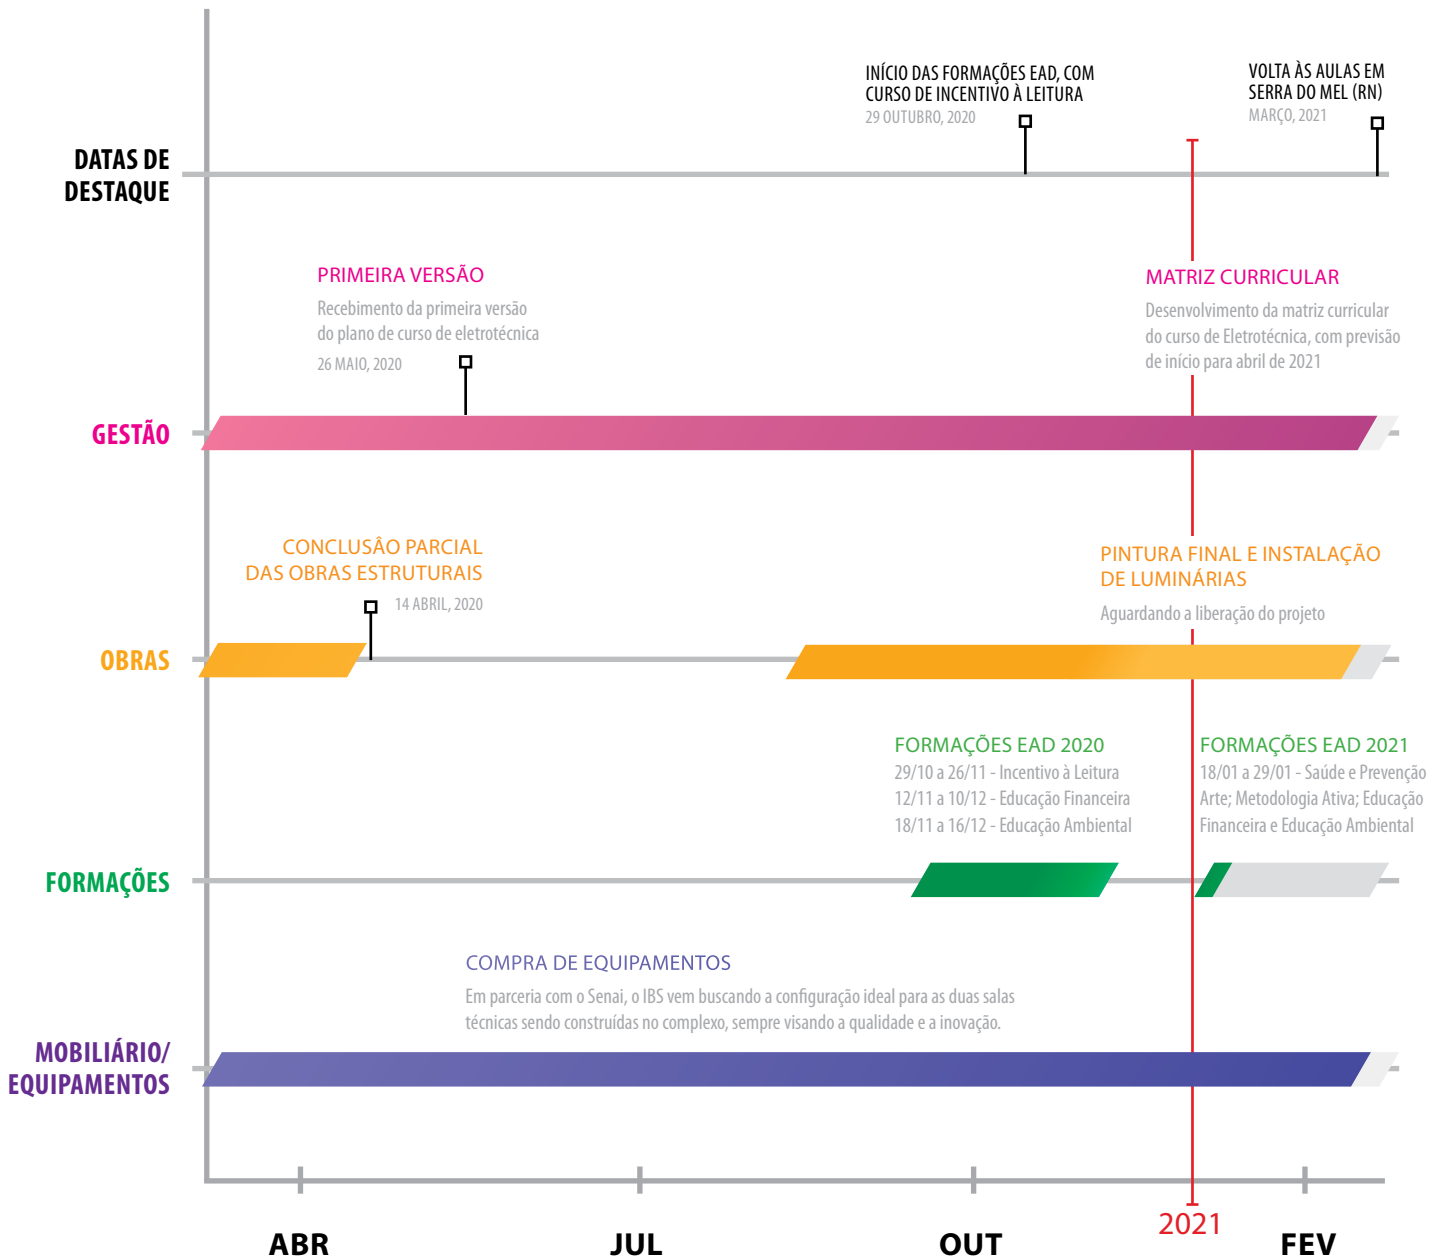 INÍCIO DAS FORMAÇÕES EAD, COM
CURSO DE INCENTIVO À LEITURA
29 OUTUBRO, 2020
VOLTA ÀS AULAS EM
SERRA DO MEL (RN)
MARÇO, 2021
DATAS DE
DESTAQUE
PRIMEIRA VERSÃO
Recebimento da primeira versão
do plano de curso de eletrotécnica
26 MAIO, 2020
MATRIZ CURRICULAR
Desenvolvimento da matriz curricular
do curso de Eletrotécnica, com previsão
de início para abril de 2021
GESTÃO
CONCLUSÂO PARCIAL
DAS OBRAS ESTRUTURAIS
14 ABRIL, 2020
PINTURA FINAL E INSTALAÇÃO
DE LUMINÁRIAS
Aguardando a liberação do projeto
OBRAS
FORMAÇÕES EAD 2020
29/10 a 26/11 - Incentivo à Leitura
12/11 a 10/12 - Educação Financeira
18/11 a 16/12 - Educação Ambiental
FORMAÇÕES EAD 2021
18/01 a 29/01 - Saúde e Prevenção
Arte; Metodologia Ativa; Educação
Financeira e Educação Ambiental
FORMAÇÕES
COMPRA DE EQUIPAMENTOS
Em parceria com o Senai, o IBS vem buscando a configuração ideal para as duas salas
técnicas sendo construídas no complexo, sempre visando a qualidade e a inovação.
MOBILIÁRIO/
EQUIPAMENTOS
ABR
JUL
OUT
2021
FEV